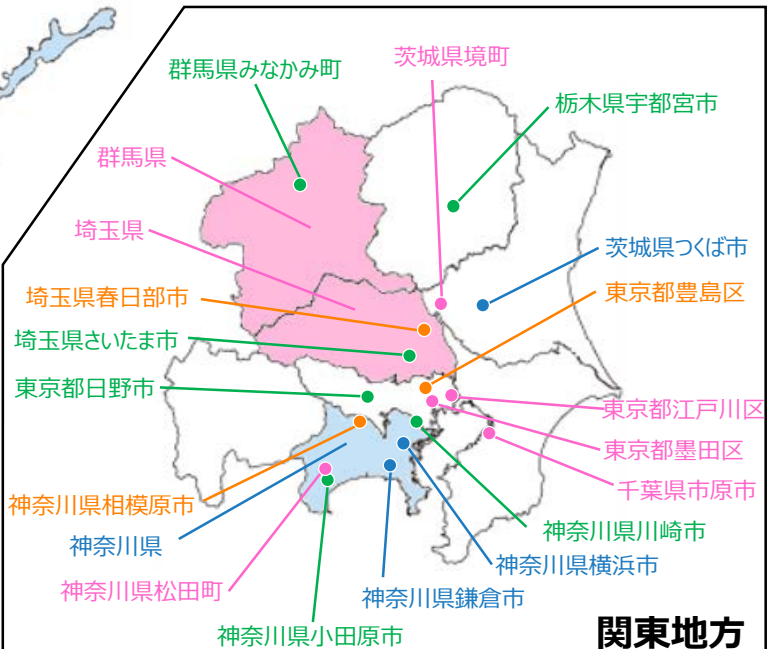 群馬県みなかみ町
茨城県境町
栃木県宇都宮市
群馬県
埼玉県
茨城県つくば市
埼玉県春日部市
東京都豊島区
埼玉県さいたま市
東京都日野市
東京都江戸川区
東京都墨田区
千葉県市原市
神奈川県相模原市
神奈川県川崎市
神奈川県
神奈川県横浜市
神奈川県松田町
神奈川県鎌倉市
神奈川県小田原市
関東地方